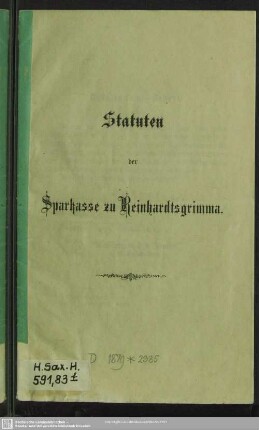 Statuten
der
Sparkasse zu Reinhardtsgrimma.
H. Sax. H.
591,83